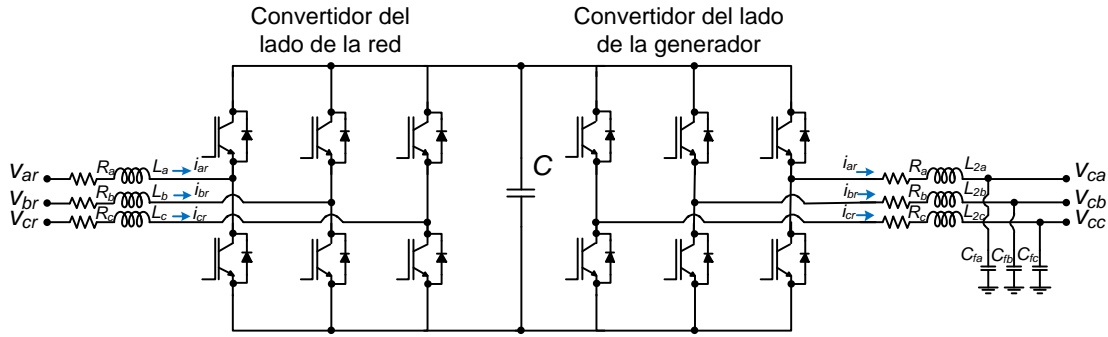 Convertidor del
lado de la red
Convertidor del lado
de la generador
Var
Ra
La
iar
Vbr
Rb
Lb
ibr
Vcr
Rc
Lc
icr
C
iar
Ra
L2a
Vca
ibr
Rb
L2b
Vcb
icr
Rc
L2c
Vcc
Cfa
Cfb
Cfc